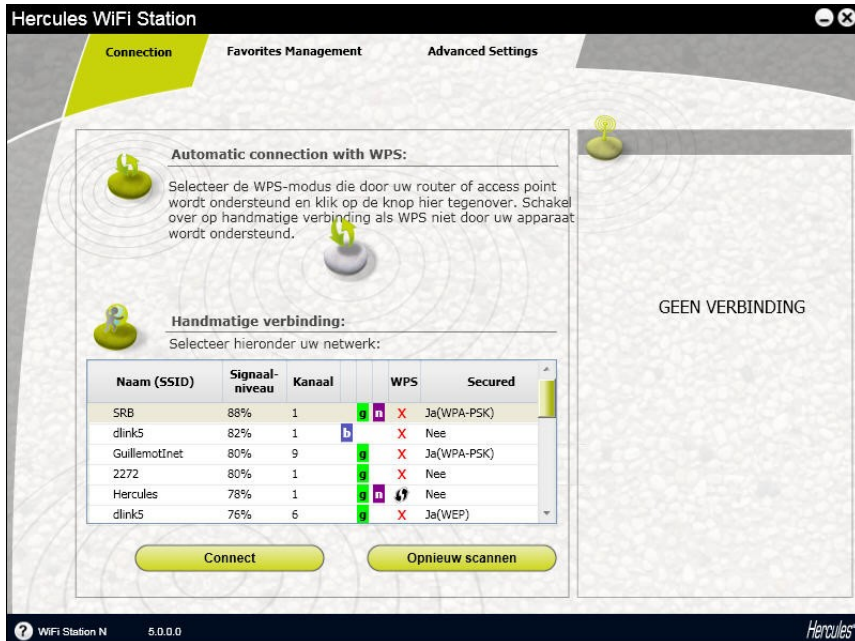 Hercules WiFi Station
Connection Favorites Management Advanced Settings
Automatic connection with WPS:
Selecteer de WPS-modus die door uw router of access point
wordt ondersteund en klik op de knop hier tegenover. Schakel
over op handmatige verbinding als WPS niet door uw apparaat
wordt ondersteund.
GEEN VERBINDING
Handmatige verbinding:
Selecteer hieronder uw netwerk:
Naam (SSID) Signaal-niveau Kanaal WPS Secured
SRB 88% 1 g n X Ja(WPA-PSK)
dlink5 82% 1 b X Nee
GuillemotInet 80% 9 g X Ja(WPA-PSK)
2272 80% 1 g X Nee
Hercules 78% 1 g n Nee
dlink5 76% 6 g X Ja(WEP)
Connect Opnieuw scannen
? WiFi Station N 5.0.0.0 Hercules